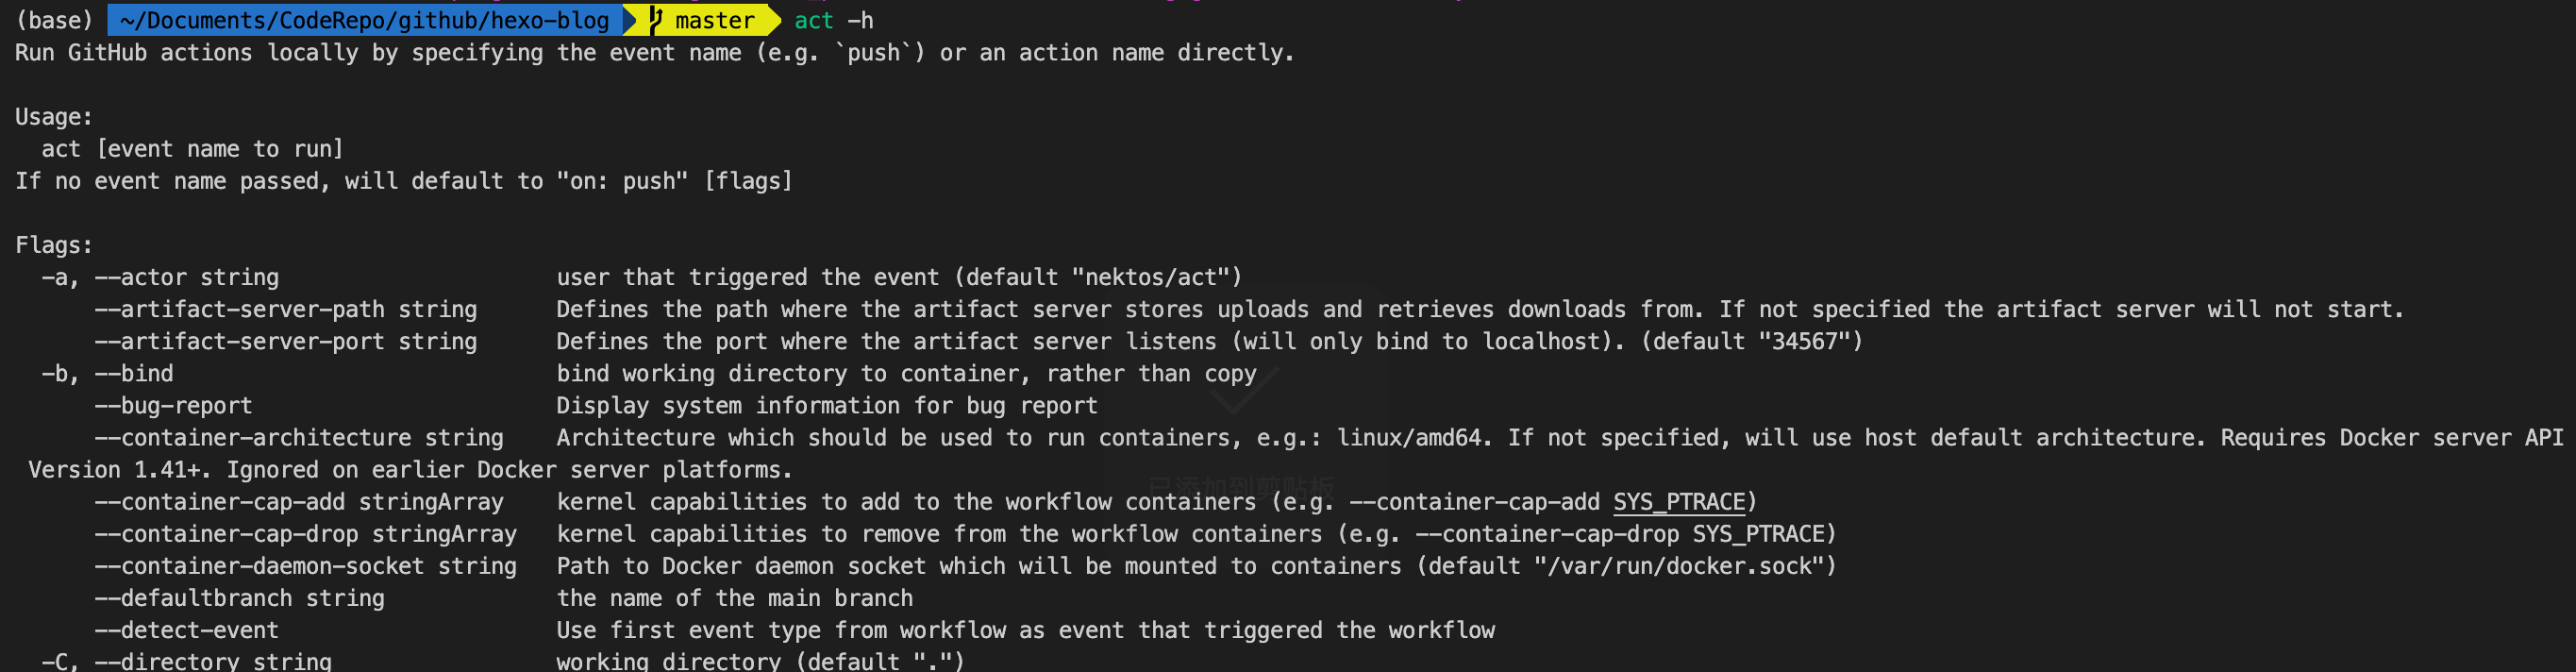 (base) ~/Documents/CodeRepo/github/hexo-blog master act -h
Run GitHub actions locally by specifying the event name (e.g. `push`) or an action name directly.
Usage:
act [event name to run]
If no event name passed, will default to "on: push" [flags]
Flags:
-a, --actor string user that triggered the event (default "nektos/act")
--artifact-server-path string Defines the path where the artifact server stores uploads and retrieves downloads from. If not specified the artifact server will not start.
--artifact-server-port string Defines the port where the artifact server listens (will only bind to localhost). (default "34567")
-b, --bind bind working directory to container, rather than copy
--bug-report Display system information for bug report
--container-architecture string Architecture which should be used to run containers, e.g.: linux/amd64. If not specified, will use host default architecture. Requires Docker server API
Version 1.41+. Ignored on earlier Docker server platforms.
已添加到剪贴板
--container-cap-add stringArray kernel capabilities to add to the workflow containers (e.g. --container-cap-add SYS_PTRACE)
--container-cap-drop stringArray kernel capabilities to remove from the workflow containers (e.g. --container-cap-drop SYS_PTRACE)
--container-daemon-socket string Path to Docker daemon socket which will be mounted to containers (default "/var/run/docker.sock")
--defaultbranch string the name of the main branch
--detect-event Use first event type from workflow as event that triggered the workflow
-C, --directory string working directory (default ".")